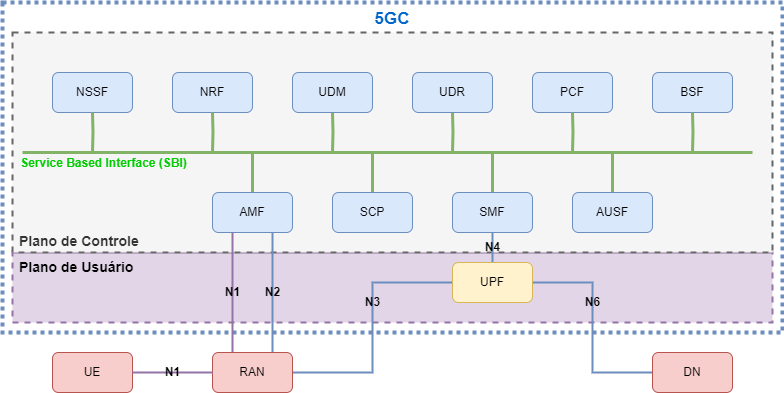 5GC
NSSF
NRF
UDM
UDR
PCF
BSF
Service Based Interface (SBI)
AMF
SCP
SMF
AUSF
Plano de Controle
N4
Plano de Usuário
UPF
N1
N2
N3
N6
UE
N1
RAN
DN